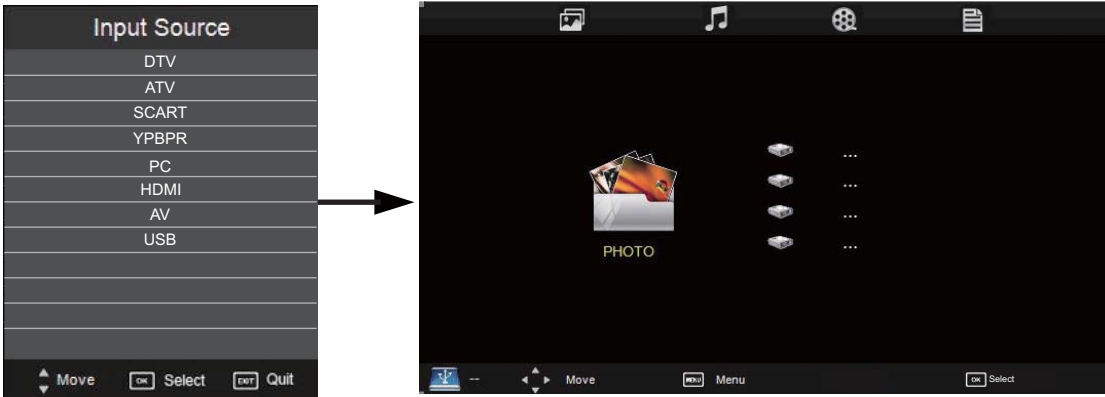 Input Source
DTV
ATV
SCART
YPBPR
PC
HDMI
AV
USB
Move OK Select EXIT Quit
PHOTO
...
...
...
...
-- Move MENU Menu OK Select